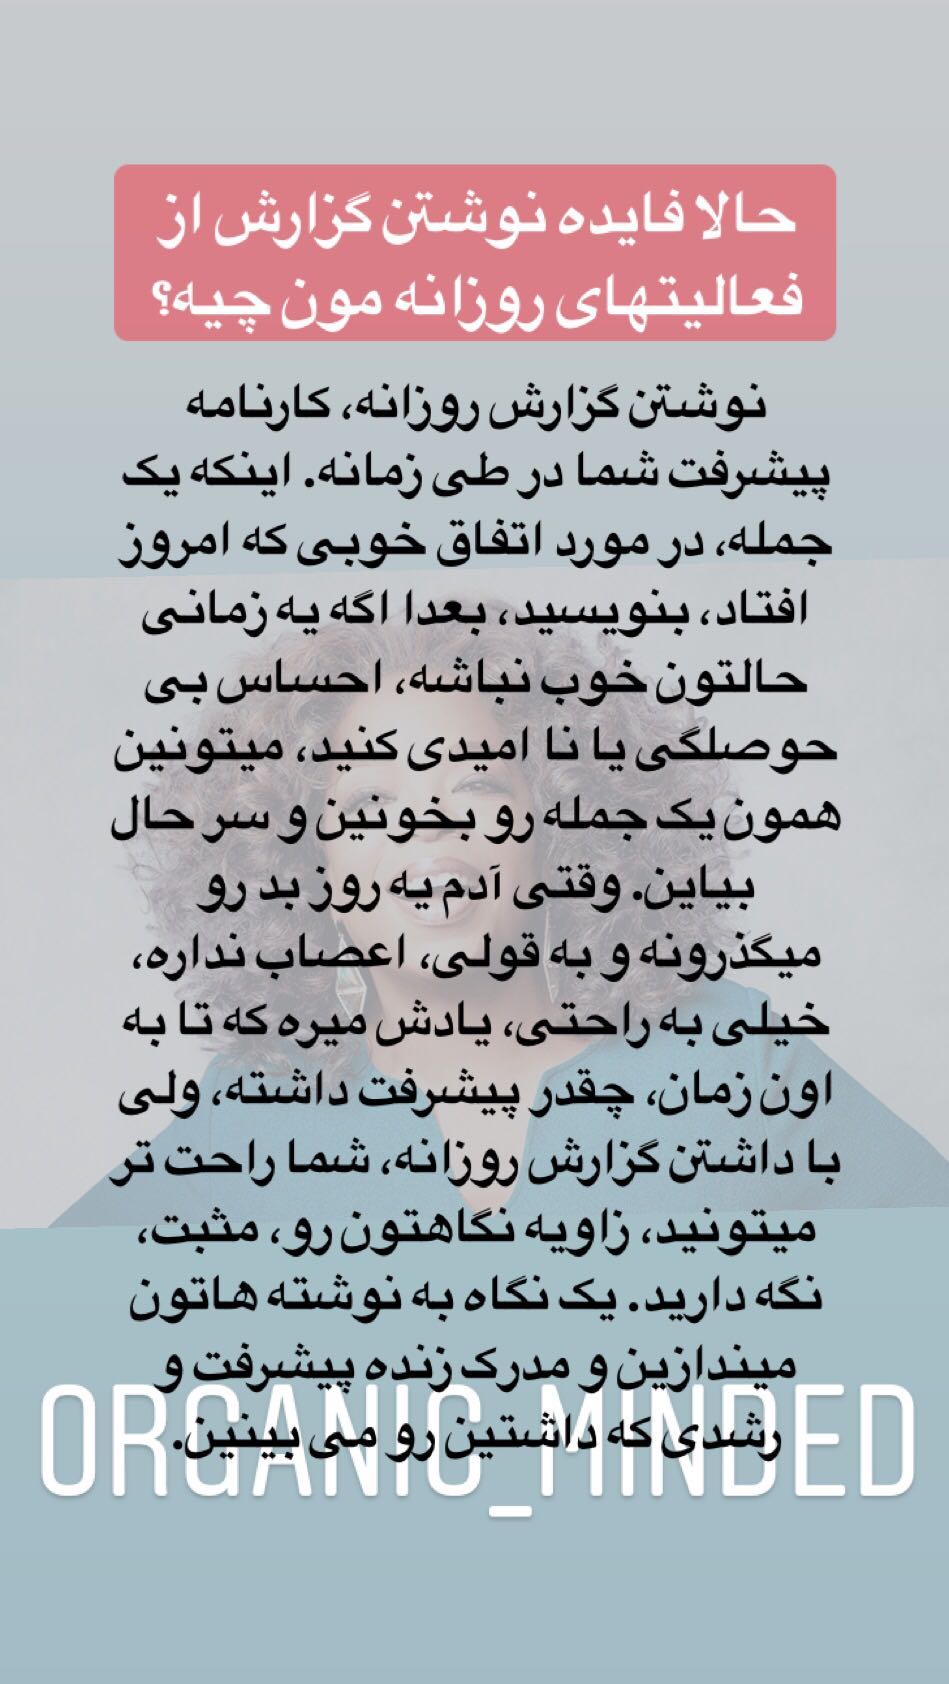 حالا فایده نوشتن گزارش از
فعالیتهای روزانه مون چیه؟
نوشتن گزارش روزانه، کارنامه
پیشرفت شما در طی زمانه. اینکه یک
جمله، در مورد اتفاق خوبی که امروز
افتاد، بنویسید، بعدا اگه یه زمانی
حالتون خوب نباشه، احساس بی
حوصلگی یا نا امیدی کنید، میتونین
همون یک جمله رو بخونین و سر حال
بیاین. وقتی آدم یه روز بد رو
میگذرونه و به قولی، اعصاب نداره،
خیلی به راحتی، یادش میره که تا به
اون زمان، چقدر پیشرفت داشته، ولی
با داشتن گزارش روزانه، شما راحت تر
میتونید، زاویه نگاهتون رو، مثبت،
نگه دارید. یک نگاه به نوشته هاتون
میندازین و مدرک زنده پیشرفت و
رشدی که داشتین رو می بینین.
ORGANIC_MINDED